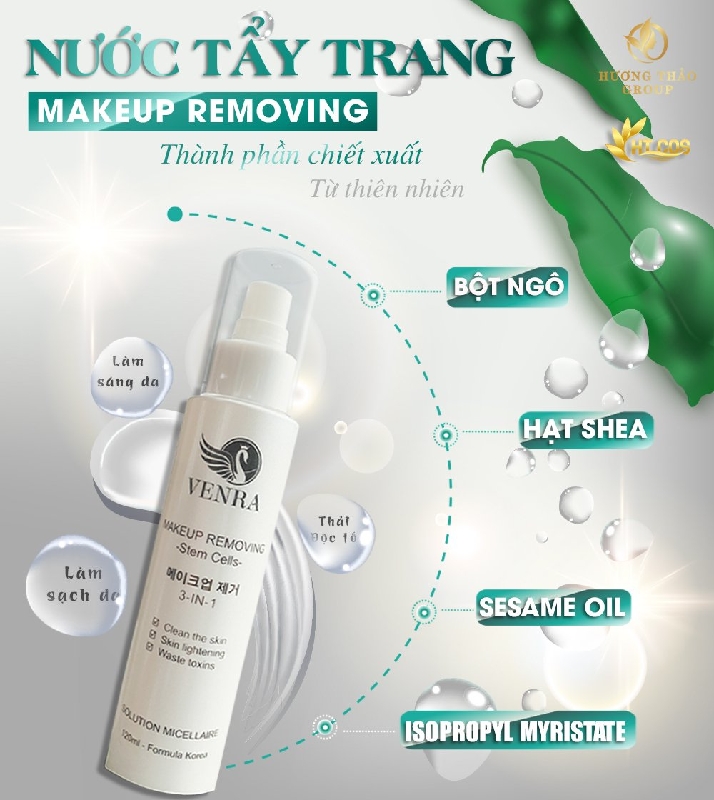 NƯỚC TẨY TRANG
MAKEUP REMOVING
Thành phần chiết xuất
Từ thiên nhiên
HƯƠNG THẢO
GROUP
HTCOS
BỘT NGÔ
HẠT SHEA
SESAME OIL
ISOPROPYL MYRISTATE
Làm
sáng da
Thải
Độc tố
Làm
sạch da
VENRA
MAKEUP REMOVING
-Stem Cells-
메이크업 제거
3-IN-1
Clean the skin
Skin lightening
Waste toxins
SOLUTION MICELLAIRE
120ml - Formula Korea